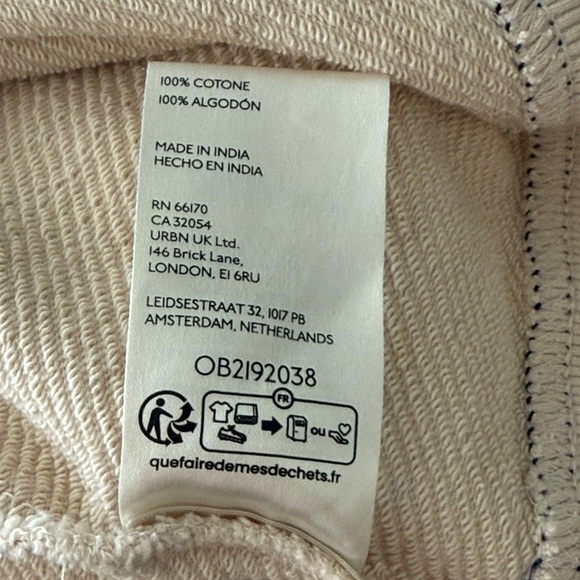 100% COTONE
100% ALGODÓN
MADE IN INDIA
HECHO EN INDIA
RN 66170
CA 32054
URBN UK Ltd.
146 Brick Lane,
LONDON, E1 6RU
LEIDSESTRAAT 32, 1017 PB
AMSTERDAM, NETHERLANDS
OB2192038
FR
ou
quefairedemesdechets.fr